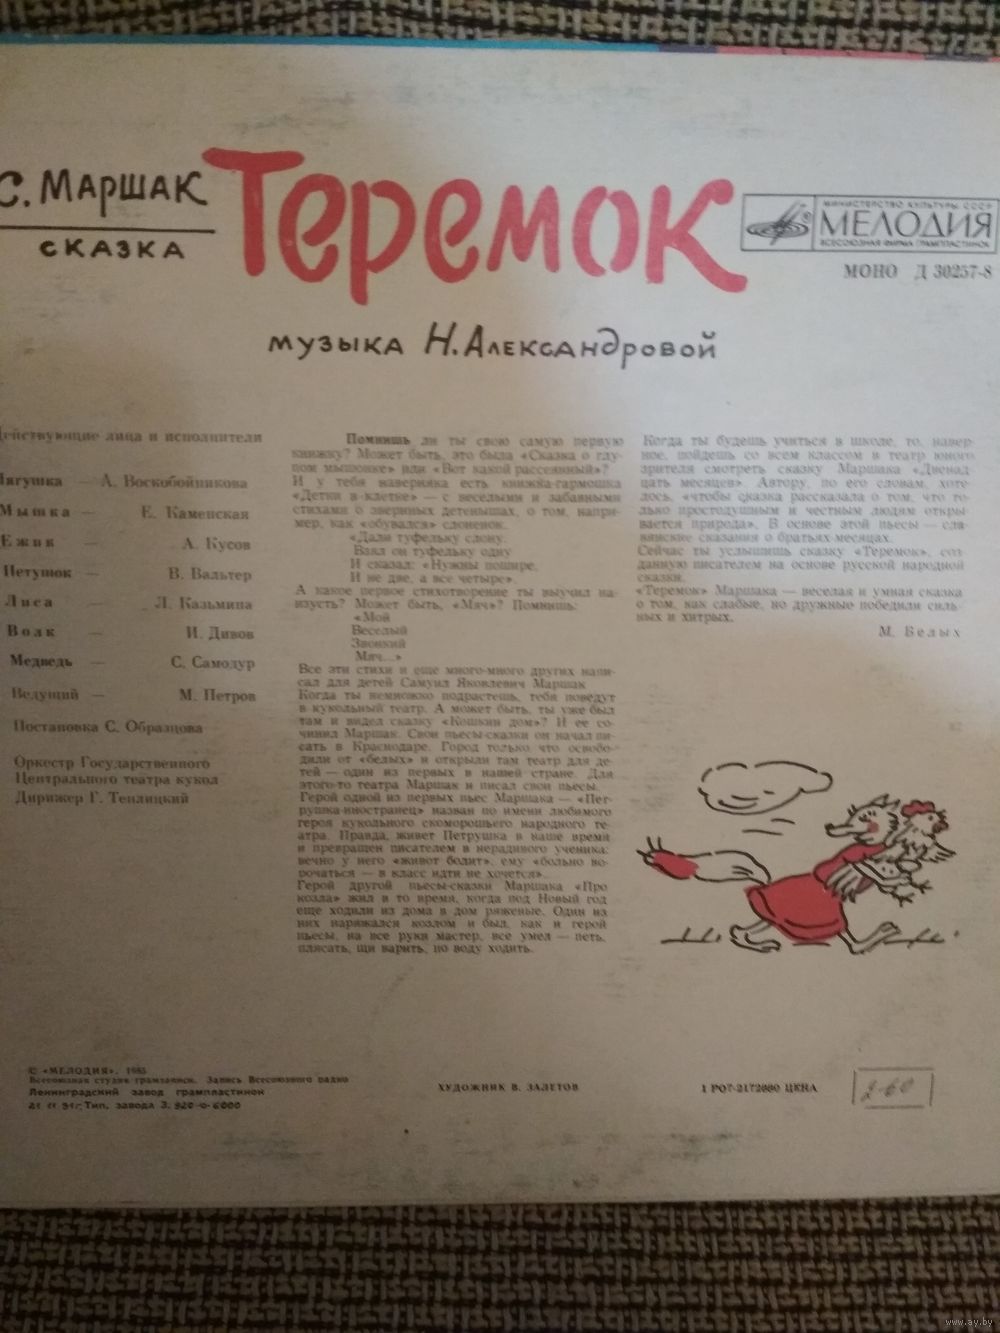 С. Маршак
сказка
Теремок
МИНИСТЕРСТВО КУЛЬТУРЫ СССР
МЕЛОДИЯ
ВСЕСОЮЗНАЯ ФИРМА ГРАМПЛАСТИНОК
МОНО Д 30257-8
музыка Н. Александровой
Действующие лица и исполнители
Лягушка — А. Воскобойникова
Мышка — Е. Каменская
Ежик — А. Кусов
Петушок — В. Вальтер
Лиса — Л. Казьмина
Волк — И. Дивов
Медведь — С. Самодур
Ведущий — М. Петров
Постановка С. Образцова
Оркестр Государственного
Центрального театра кукол
Дирижер Г. Теплицкий
Помнишь ли ты свою самую первую
книжку? Может быть, это была «Сказка о глу-
пом мышонке» или «Вот какой рассеянный»?
И у тебя наверняка есть книжка-гармошка
«Детки в клетке» — с веселыми и забавными
стихами о звериных детенышах, о том, напри-
мер, как «обувался» слоненок.
«Дали туфельку слону.
Взял он туфельку одну
И сказал: «Нужны пошире,
И не две, а все четыре».
А какое первое стихотворение ты выучил на-
изусть? Может быть, «Мяч»? Помнишь:
«Мой
Веселый
Звонкий
Мяч...»
Все эти стихи и еще много-много других напи-
сал для детей Самуил Яковлевич Маршак
Когда ты немножко подрастешь, тебя поведут
в кукольный театр. А может быть, ты уже был
там и видел сказку «Кошкин дом»? И ее со-
чинил Маршак. Свои пьесы-сказки он начал пи-
сать в Краснодаре. Город только что освобо-
дили от «белых» и открыли там театр для де-
тей — один из первых в нашей стране. Для
этого-то театра Маршак и писал свои пьесы.
Герой одной из первых пьес Маршака — «Пет-
рушка-иностранец» назван по имени любимого
героя кукольного скоморошьего народного те-
атра. Правда, живет Петрушка в наше время
и превращен писателем в нерадивого ученика:
вечно у него «живот болит», ему «больно во-
рочаться — в класс идти не хочется».
Герой другой пьесы-сказки Маршака «Про
козла» жил в то время, когда под Новый год
еще ходили из дома в дом ряженые. Один из
них наряжался козлом и был, как и герой
пьесы, на все руки мастер, все умел — петь,
плясать, щи варить, по воду ходить.
Когда ты будешь учиться в школе, то, навер-
ное, пойдешь со всем классом в театр юного
зрителя смотреть сказку Маршака «Двенад-
цать месяцев». Автору, по его словам, хоте-
лось, «чтобы сказка рассказала о том, что то-
лько простодушным и честным людям откры-
вается природа». В основе этой пьесы — сла-
вянские сказания о братьях-месяцах.
Сейчас ты услышишь сказку «Теремок», соз-
данную писателем на основе русской народной
сказки.
«Теремок» Маршака — веселая и умная сказка
о том, как слабые, но дружные победили силь-
ных и хитрых.
М. Белых
© «МЕЛОДИЯ», 1985
Всесоюзная студия грамзаписи. Запись Всесоюзного радио
Ленинградский завод грампластинок
Тип. завода З. 920-0-6000
ХУДОЖНИК В. ЗАЛЕТОВ
1 РО7-2172660 ЦЕНА
2-60
www.ay.by